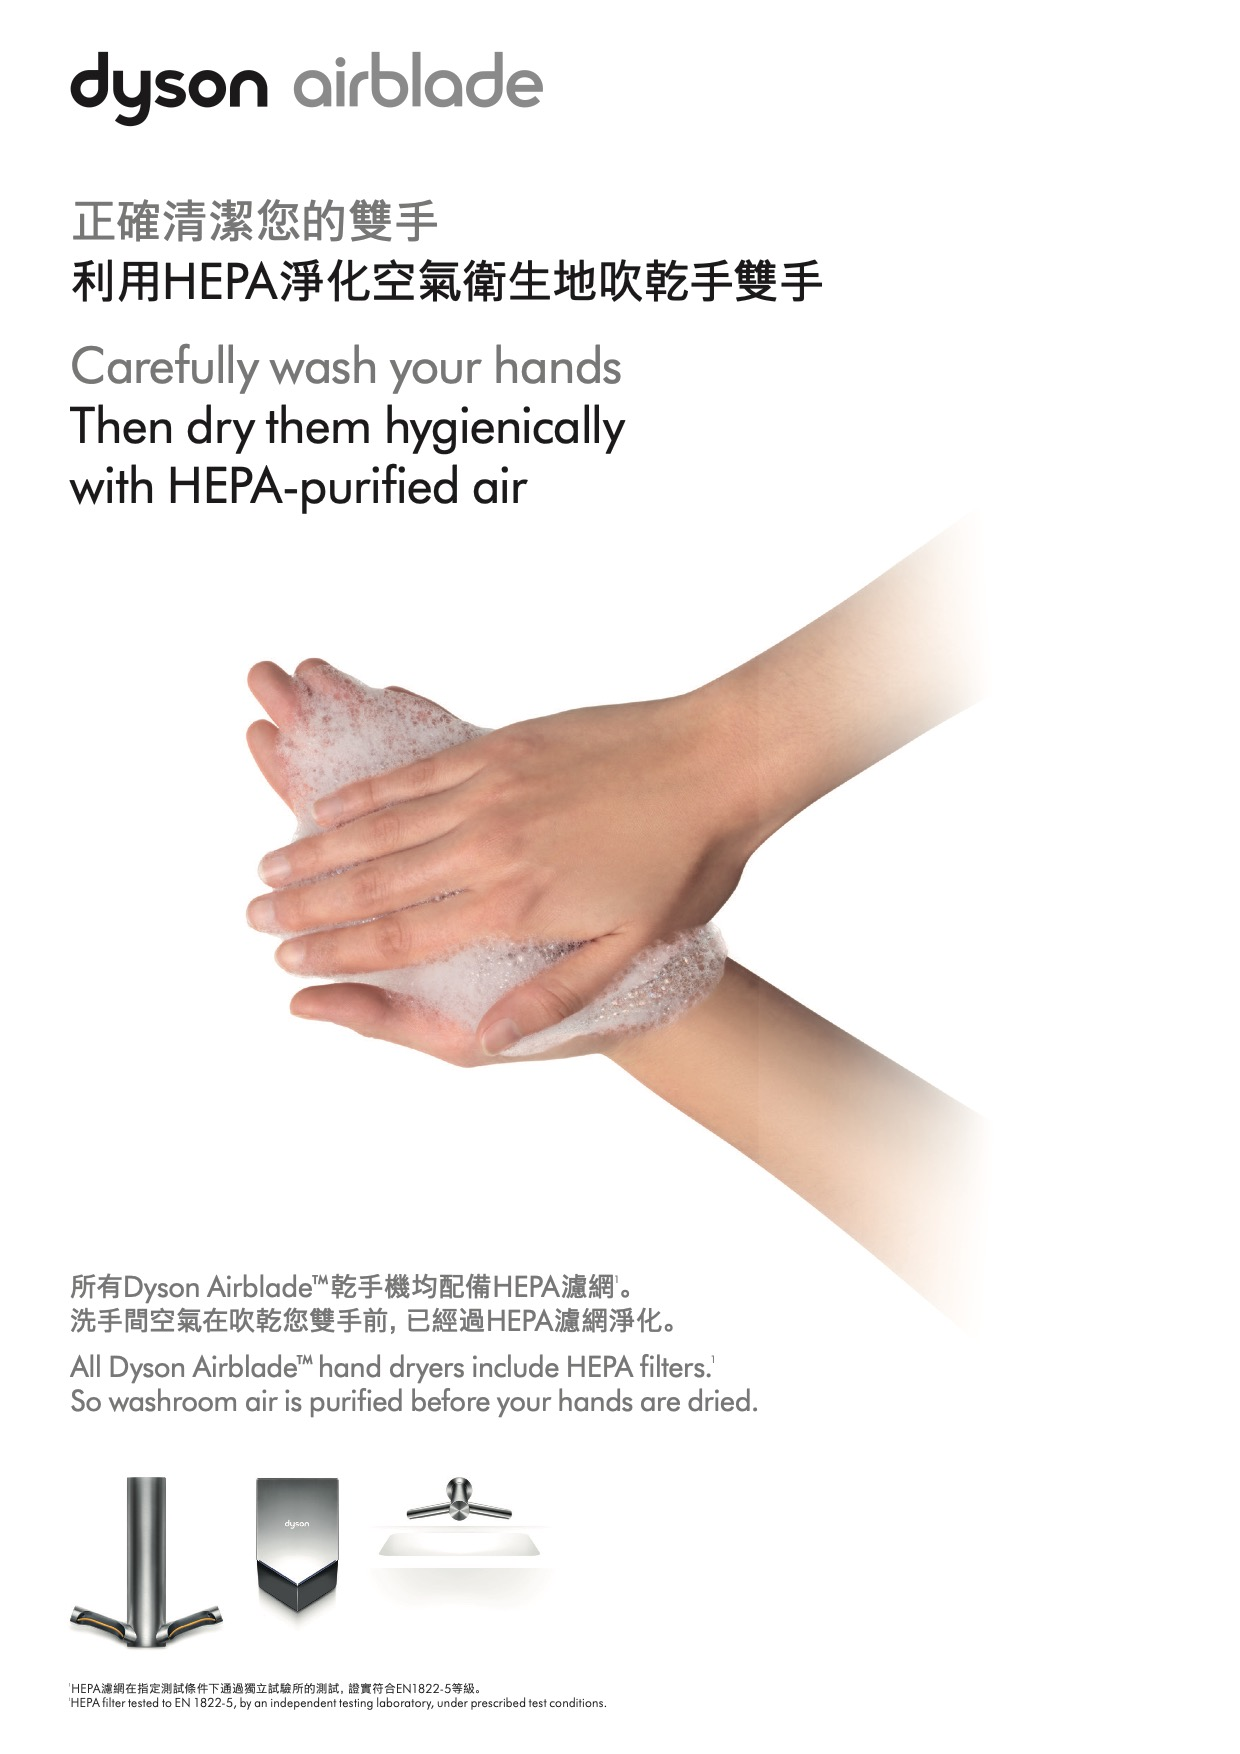 dyson airblade
正確清潔您的雙手
利用HEPA淨化空氣衛生地吹乾手雙手
Carefully wash your hands
Then dry them hygienically
with HEPA-purified air
所有Dyson Airblade™乾手機均配備HEPA濾網¹。
洗手間空氣在吹乾您雙手前, 已經過HEPA濾網淨化。
All Dyson Airblade™ hand dryers include HEPA filters.¹
So washroom air is purified before your hands are dried.
dyson
¹HEPA濾網在指定測試條件下通過獨立試驗所的測試, 證實符合EN1822-5等級。
¹HEPA filter tested to EN 1822-5, by an independent testing laboratory, under prescribed test conditions.